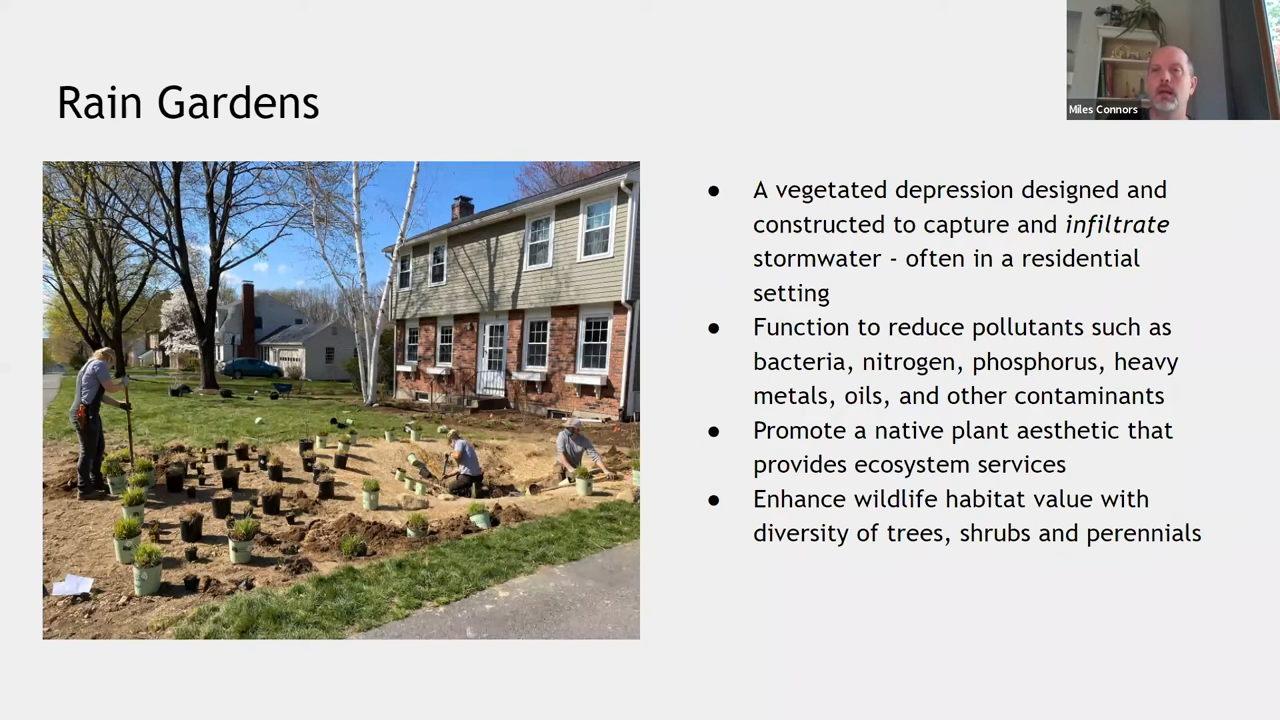 Rain Gardens
Miles Connors
● A vegetated depression designed and
constructed to capture and infiltrate
stormwater - often in a residential
setting
● Function to reduce pollutants such as
bacteria, nitrogen, phosphorus, heavy
metals, oils, and other contaminants
● Promote a native plant aesthetic that
provides ecosystem services
● Enhance wildlife habitat value with
diversity of trees, shrubs and perennials